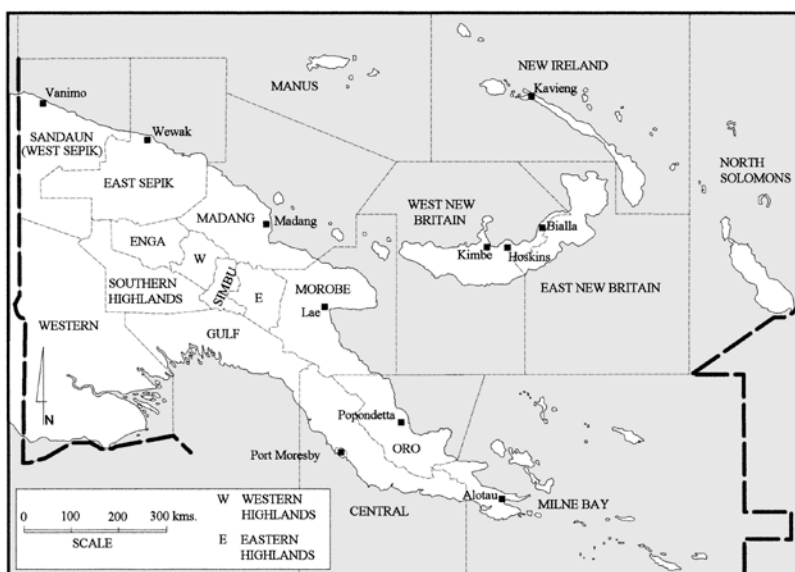 MANUS
NEW IRELAND
Kavieng
Vanimo
Wewak
SANDAUN
(WEST SEPIK)
EAST SEPIK
NORTH
SOLOMONS
MADANG
Madang
WEST NEW
BRITAIN
Bialla
Kimbe
Hoskins
ENGA
W
SIMBU
E
SOUTHERN
HIGHLANDS
MOROBE
Lae
EAST NEW BRITAIN
WESTERN
GULF
N
Popondetta
ORO
Port Moresby
Alotau
MILNE BAY
CENTRAL
W WESTERN
HIGHLANDS
E EASTERN
HIGHLANDS
0 100 200 300 kms.
SCALE